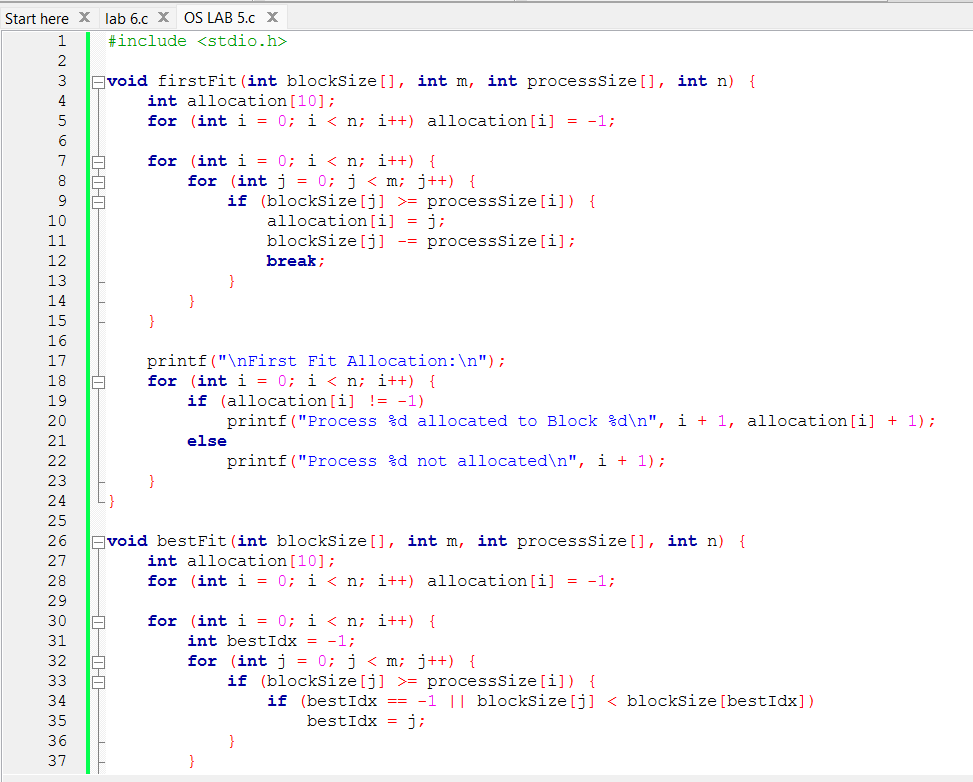 Start here X lab 6.c X OS LAB 5.c X
1 #include <stdio.h>
2
3 void firstFit(int blockSize[], int m, int processSize[], int n) {
4     int allocation[10];
5     for (int i = 0; i < n; i++) allocation[i] = -1;
6
7     for (int i = 0; i < n; i++) {
8         for (int j = 0; j < m; j++) {
9             if (blockSize[j] >= processSize[i]) {
10                 allocation[i] = j;
11                 blockSize[j] -= processSize[i];
12                 break;
13             }
14         }
15     }
16
17     printf("\nFirst Fit Allocation:\n");
18     for (int i = 0; i < n; i++) {
19         if (allocation[i] != -1)
20             printf("Process %d allocated to Block %d\n", i + 1, allocation[i] + 1);
21         else
22             printf("Process %d not allocated\n", i + 1);
23     }
24 }
25
26 void bestFit(int blockSize[], int m, int processSize[], int n) {
27     int allocation[10];
28     for (int i = 0; i < n; i++) allocation[i] = -1;
29
30     for (int i = 0; i < n; i++) {
31         int bestIdx = -1;
32         for (int j = 0; j < m; j++) {
33             if (blockSize[j] >= processSize[i]) {
34                 if (bestIdx == -1 || blockSize[j] < blockSize[bestIdx])
35                     bestIdx = j;
36             }
37         }